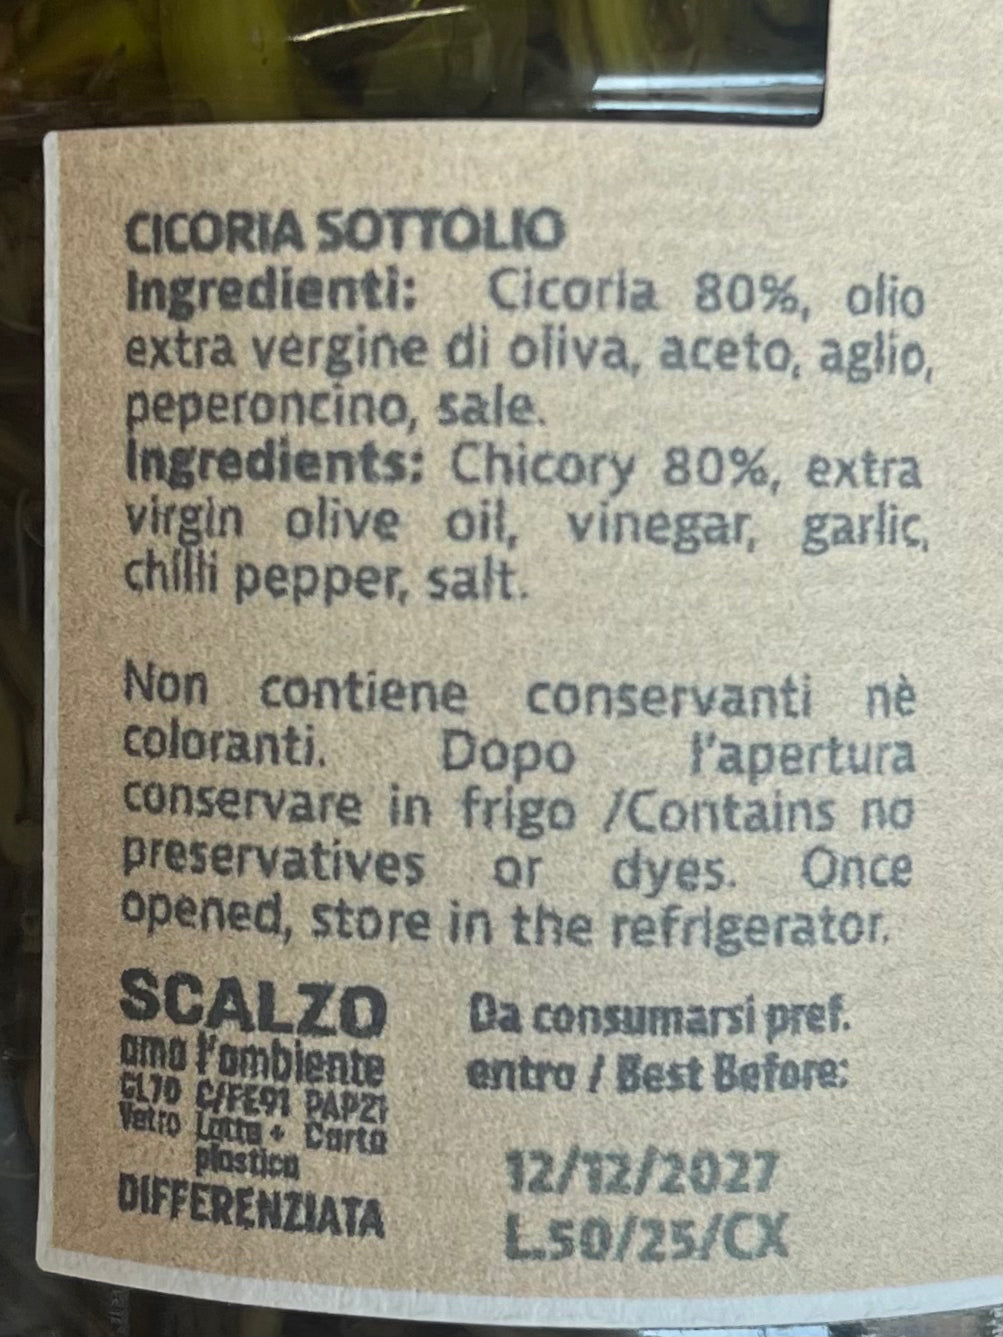 CICORIA SOTTOLIO
Ingredienti: Cicoria 80%, olio
extra vergine di oliva, aceto, aglio,
peperoncino, sale.
Ingredients: Chicory 80%, extra
virgin olive oil, vinegar, garlic,
chilli pepper, salt.
Non contiene conservanti nè
coloranti. Dopo l'apertura
conservare in frigo /Contains no
preservatives or dyes. Once
opened, store in the refrigerator.
SCALZO
ama l'ambiente
GL70 C/FE91 PAP21
Vetro Latta + Carta
plastica
DIFFERENZIATA
Da consumarsi pref.
entro / Best Before:
12/12/2027
L.50/25/CX